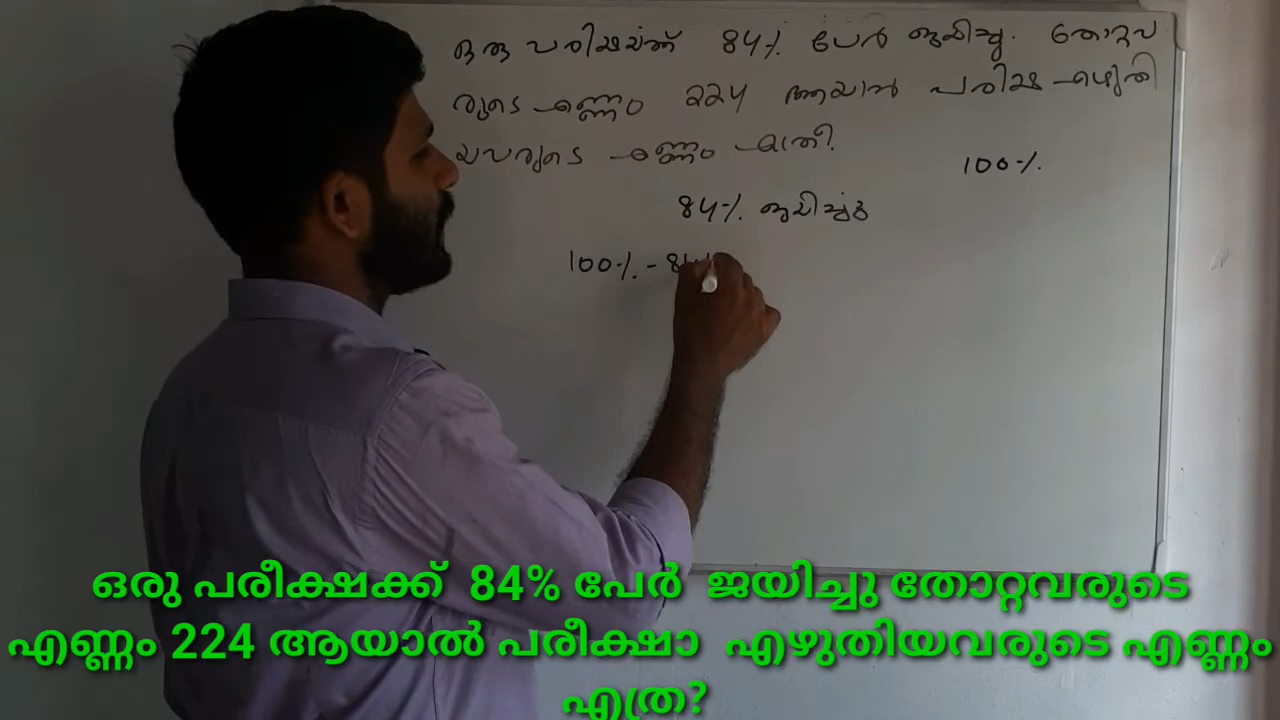 ഒരു പരീക്ഷയ്ക്ക് 84% പേർ ജയിച്ചു. തോറ്റവ
രുടെ എണ്ണം 224 ആയാൽ പരീക്ഷ എഴുതി
യവരുടെ എണ്ണം എത്ര?
100%
84% ജയിച്ചു
100% - 84%
ഒരു പരീക്ഷക്ക് 84% പേർ ജയിച്ചു തോറ്റവരുടെ
എണ്ണം 224 ആയാൽ പരീക്ഷാ എഴുതിയവരുടെ എണ്ണം
എത്ര?